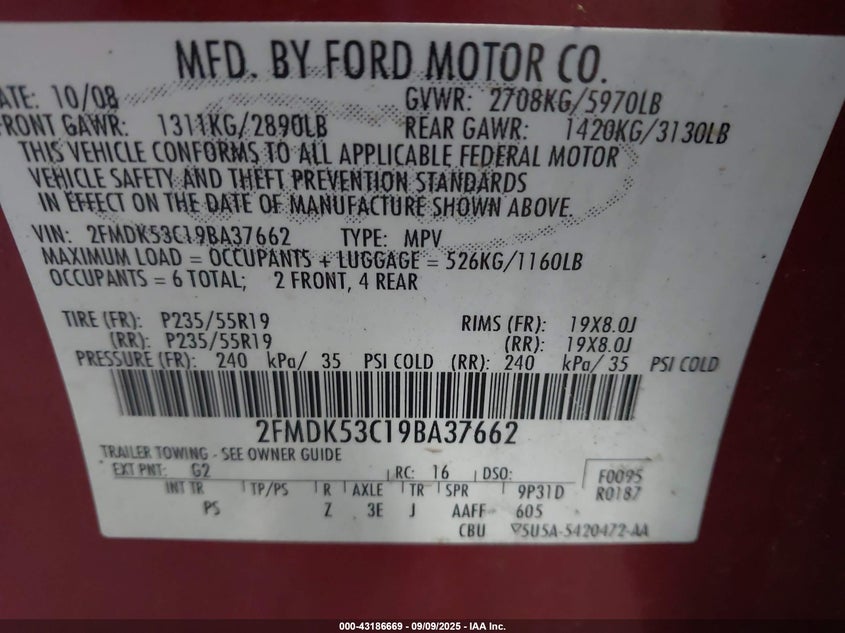 MFD. BY FORD MOTOR CO.
ATE: 10/08 GVWR: 2708KG/5970LB
FRONT GAWR: 1311KG/2890LB REAR GAWR: 1420KG/3130LB
THIS VEHICLE CONFORMS TO ALL APPLICABLE FEDERAL MOTOR
VEHICLE SAFETY AND THEFT PREVENTION STANDARDS
IN EFFECT ON THE DATE OF MANUFACTURE SHOWN ABOVE.
VIN: 2FMDK53C19BA37662 TYPE: MPV
MAXIMUM LOAD = OCCUPANTS + LUGGAGE = 526KG/1160LB
OCCUPANTS = 6 TOTAL; 2 FRONT, 4 REAR
TIRE (FR): P235/55R19 RIMS (FR): 19X8.0J
(RR): P235/55R19 (RR): 19X8.0J
PRESSURE (FR): 240 kPa/ 35 PSI COLD (RR): 240 kPa/ 35 PSI COLD
2FMDK53C19BA37662
TRAILER TOWING - SEE OWNER GUIDE
EXT PNT: G2 RC: 16 DSO: F0095
INT TR TP/PS R AXLE TR SPR 9P31D R0187
PS Z 3E J AAFF 605
CBU 5U5A-5420472-AA
000-43186669 - 09/09/2025 - IAA Inc.